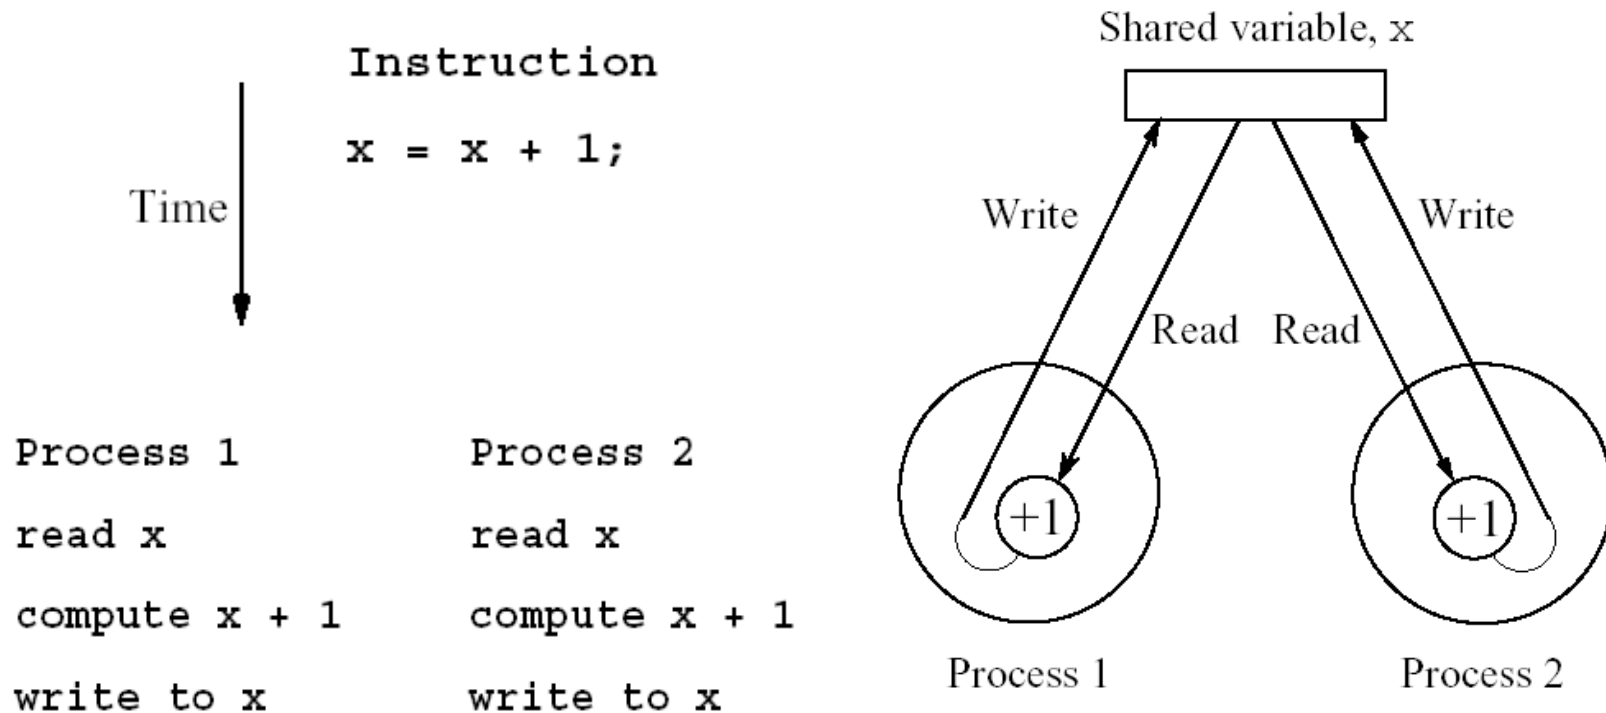 Instruction
x = x + 1;
Time
Process 1 Process 2
read x read x
compute x + 1 compute x + 1
write to x write to x
Shared variable, x
Write Write
Read Read
+1 +1
Process 1 Process 2